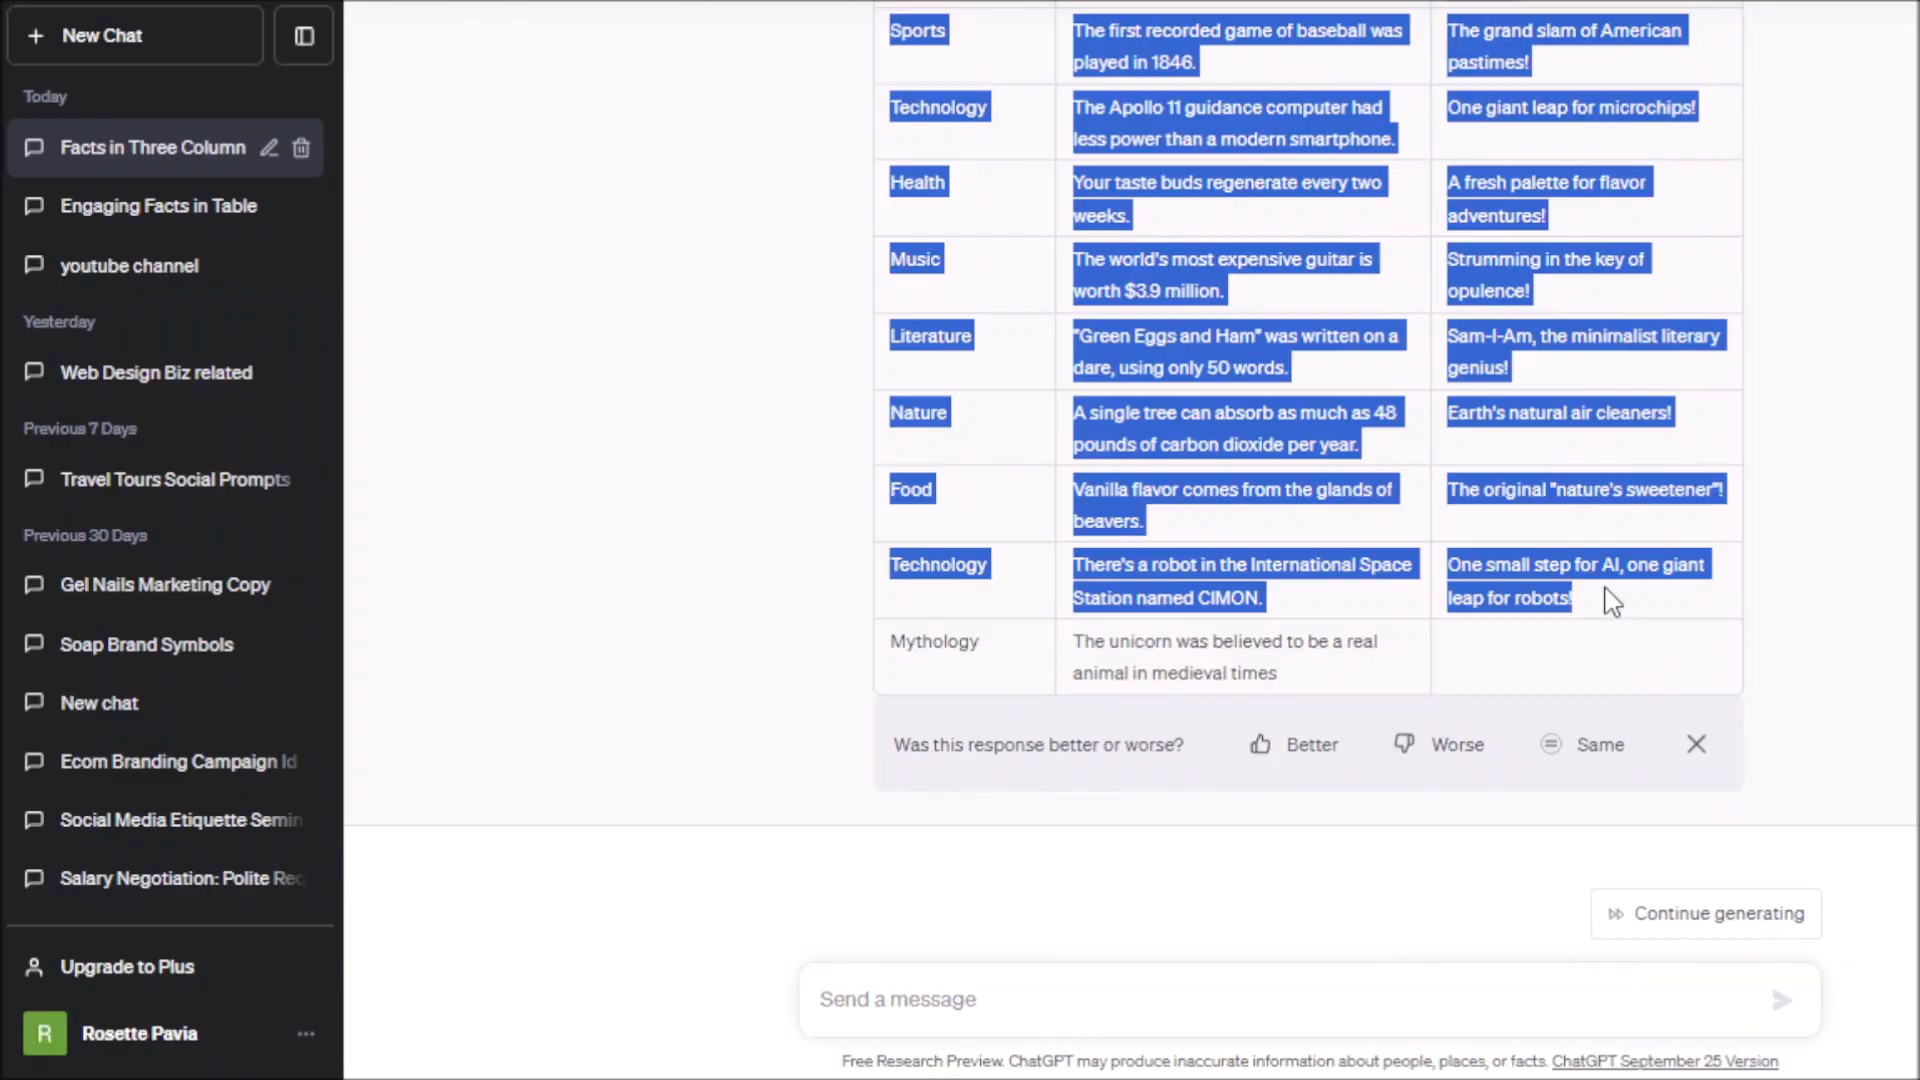 New Chat
Today
Facts in Three Column
Engaging Facts in Table
youtube channel
Yesterday
Web Design Biz related
Previous 7 Days
Travel Tours Social Prompts
Previous 30 Days
Gel Nails Marketing Copy
Soap Brand Symbols
New chat
Ecom Branding Campaign Id
Social Media Etiquette Semin
Salary Negotiation: Polite Req
Upgrade to Plus
R
Rosette Pavia
Sports
The first recorded game of baseball was
played in 1846.
The grand slam of American
pastimes!
Technology
The Apollo 11 guidance computer had
less power than a modern smartphone.
One giant leap for microchips!
Health
Your taste buds regenerate every two
weeks.
A fresh palette for flavor
adventures!
Music
The world's most expensive guitar is
worth $3.9 million.
Strumming in the key of
opulence!
Literature
"Green Eggs and Ham" was written on a
dare, using only 50 words.
Sam-I-Am, the minimalist literary
genius!
Nature
A single tree can absorb as much as 48
pounds of carbon dioxide per year.
Earth's natural air cleaners!
Food
Vanilla flavor comes from the glands of
beavers.
The original "nature's sweetener"!
Technology
There's a robot in the International Space
Station named CIMON.
One small step for AI, one giant
leap for robots!
Mythology
The unicorn was believed to be a real
animal in medieval times
Was this response better or worse?
Better
Worse
Same
Continue generating
Send a message
Free Research Preview. ChatGPT may produce inaccurate information about people, places, or facts. ChatGPT September 25 Version